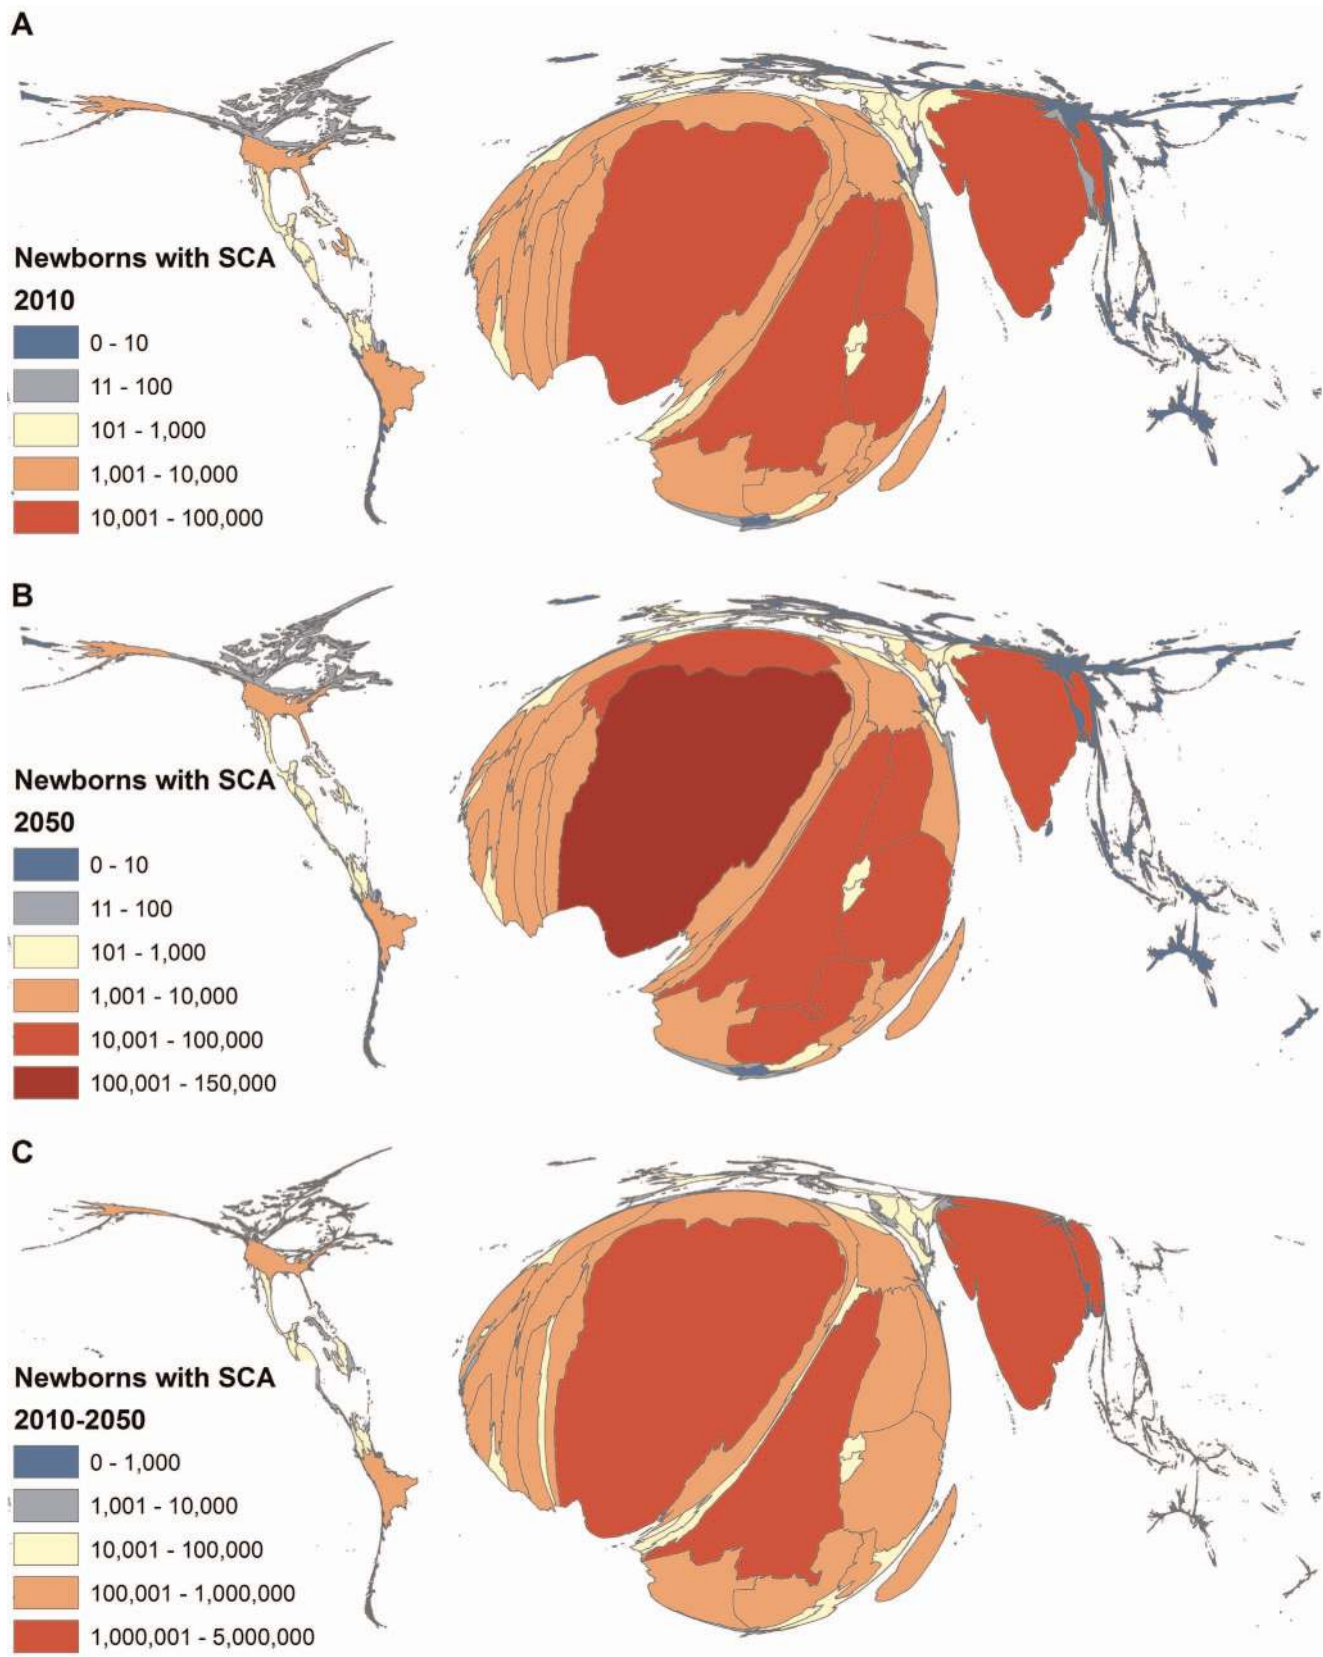 A
Newborns with SCA
2010
0 - 10
11 - 100
101 - 1,000
1,001 - 10,000
10,001 - 100,000
B
Newborns with SCA
2050
0 - 10
11 - 100
101 - 1,000
1,001 - 10,000
10,001 - 100,000
100,001 - 150,000
C
Newborns with SCA
2010-2050
0 - 1,000
1,001 - 10,000
10,001 - 100,000
100,001 - 1,000,000
1,000,001 - 5,000,000